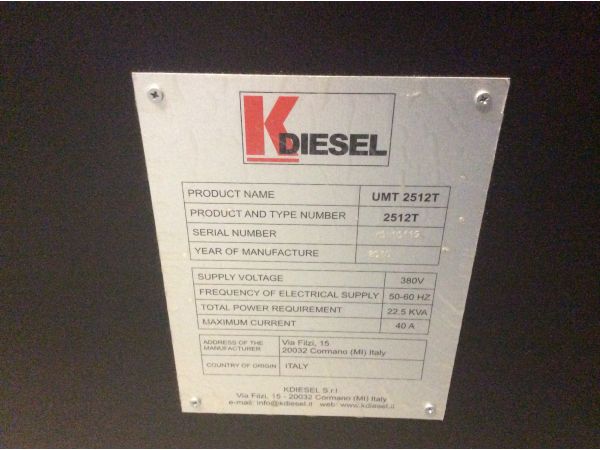 K DIESEL
PRODUCT NAME UMT 2512T
PRODUCT AND TYPE NUMBER 2512T
SERIAL NUMBER
YEAR OF MANUFACTURE
SUPPLY VOLTAGE 380V
FREQUENCY OF ELECTRICAL SUPPLY 50-60 HZ
TOTAL POWER REQUIREMENT 22.5 KVA
MAXIMUM CURRENT 40 A
ADDRESS OF THE MANUFACTURER Via Filzi, 15
20032 Cormano (MI) Italy
COUNTRY OF ORIGIN ITALY
KDIESEL S.r.l.
Via Filzi, 15 - 20032 Cormano (MI) Italy
e-mail: info@kdiesel.it web: www.kdiesel.it